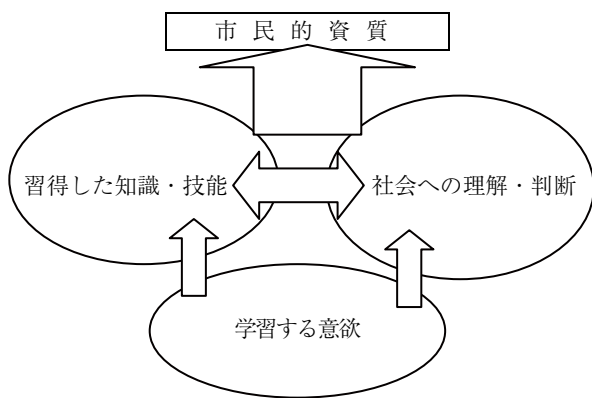 市民的資質
習得した知識・技能
社会への理解・判断
学習する意欲